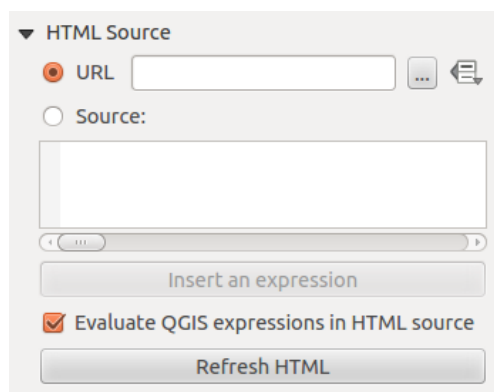 HTML Source
URL ...
Source:
Insert an expression
Evaluate QGIS expressions in HTML source
Refresh HTML